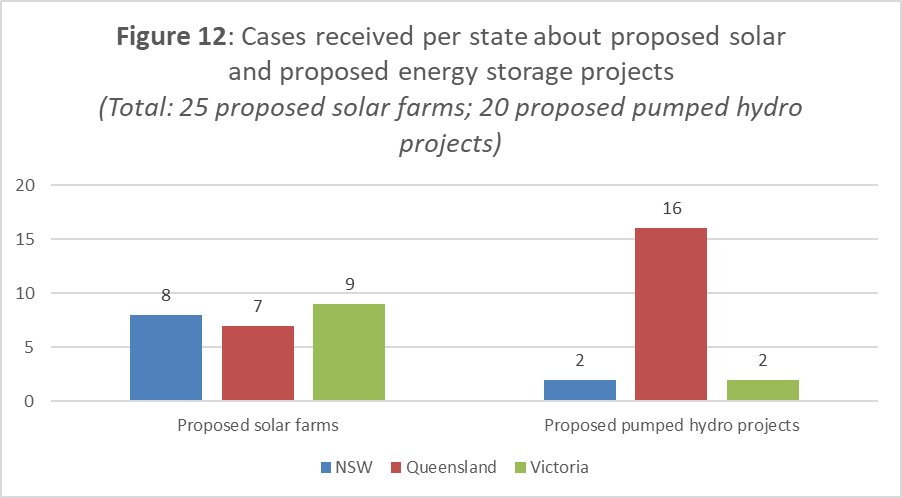 Figure 12: Cases received per state about proposed solar
and proposed energy storage projects
(Total: 25 proposed solar farms; 20 proposed pumped hydro
projects)
20
15
10
5
0
8
7
9
2
16
2
Proposed solar farms
Proposed pumped hydro projects
NSW
Queensland
Victoria